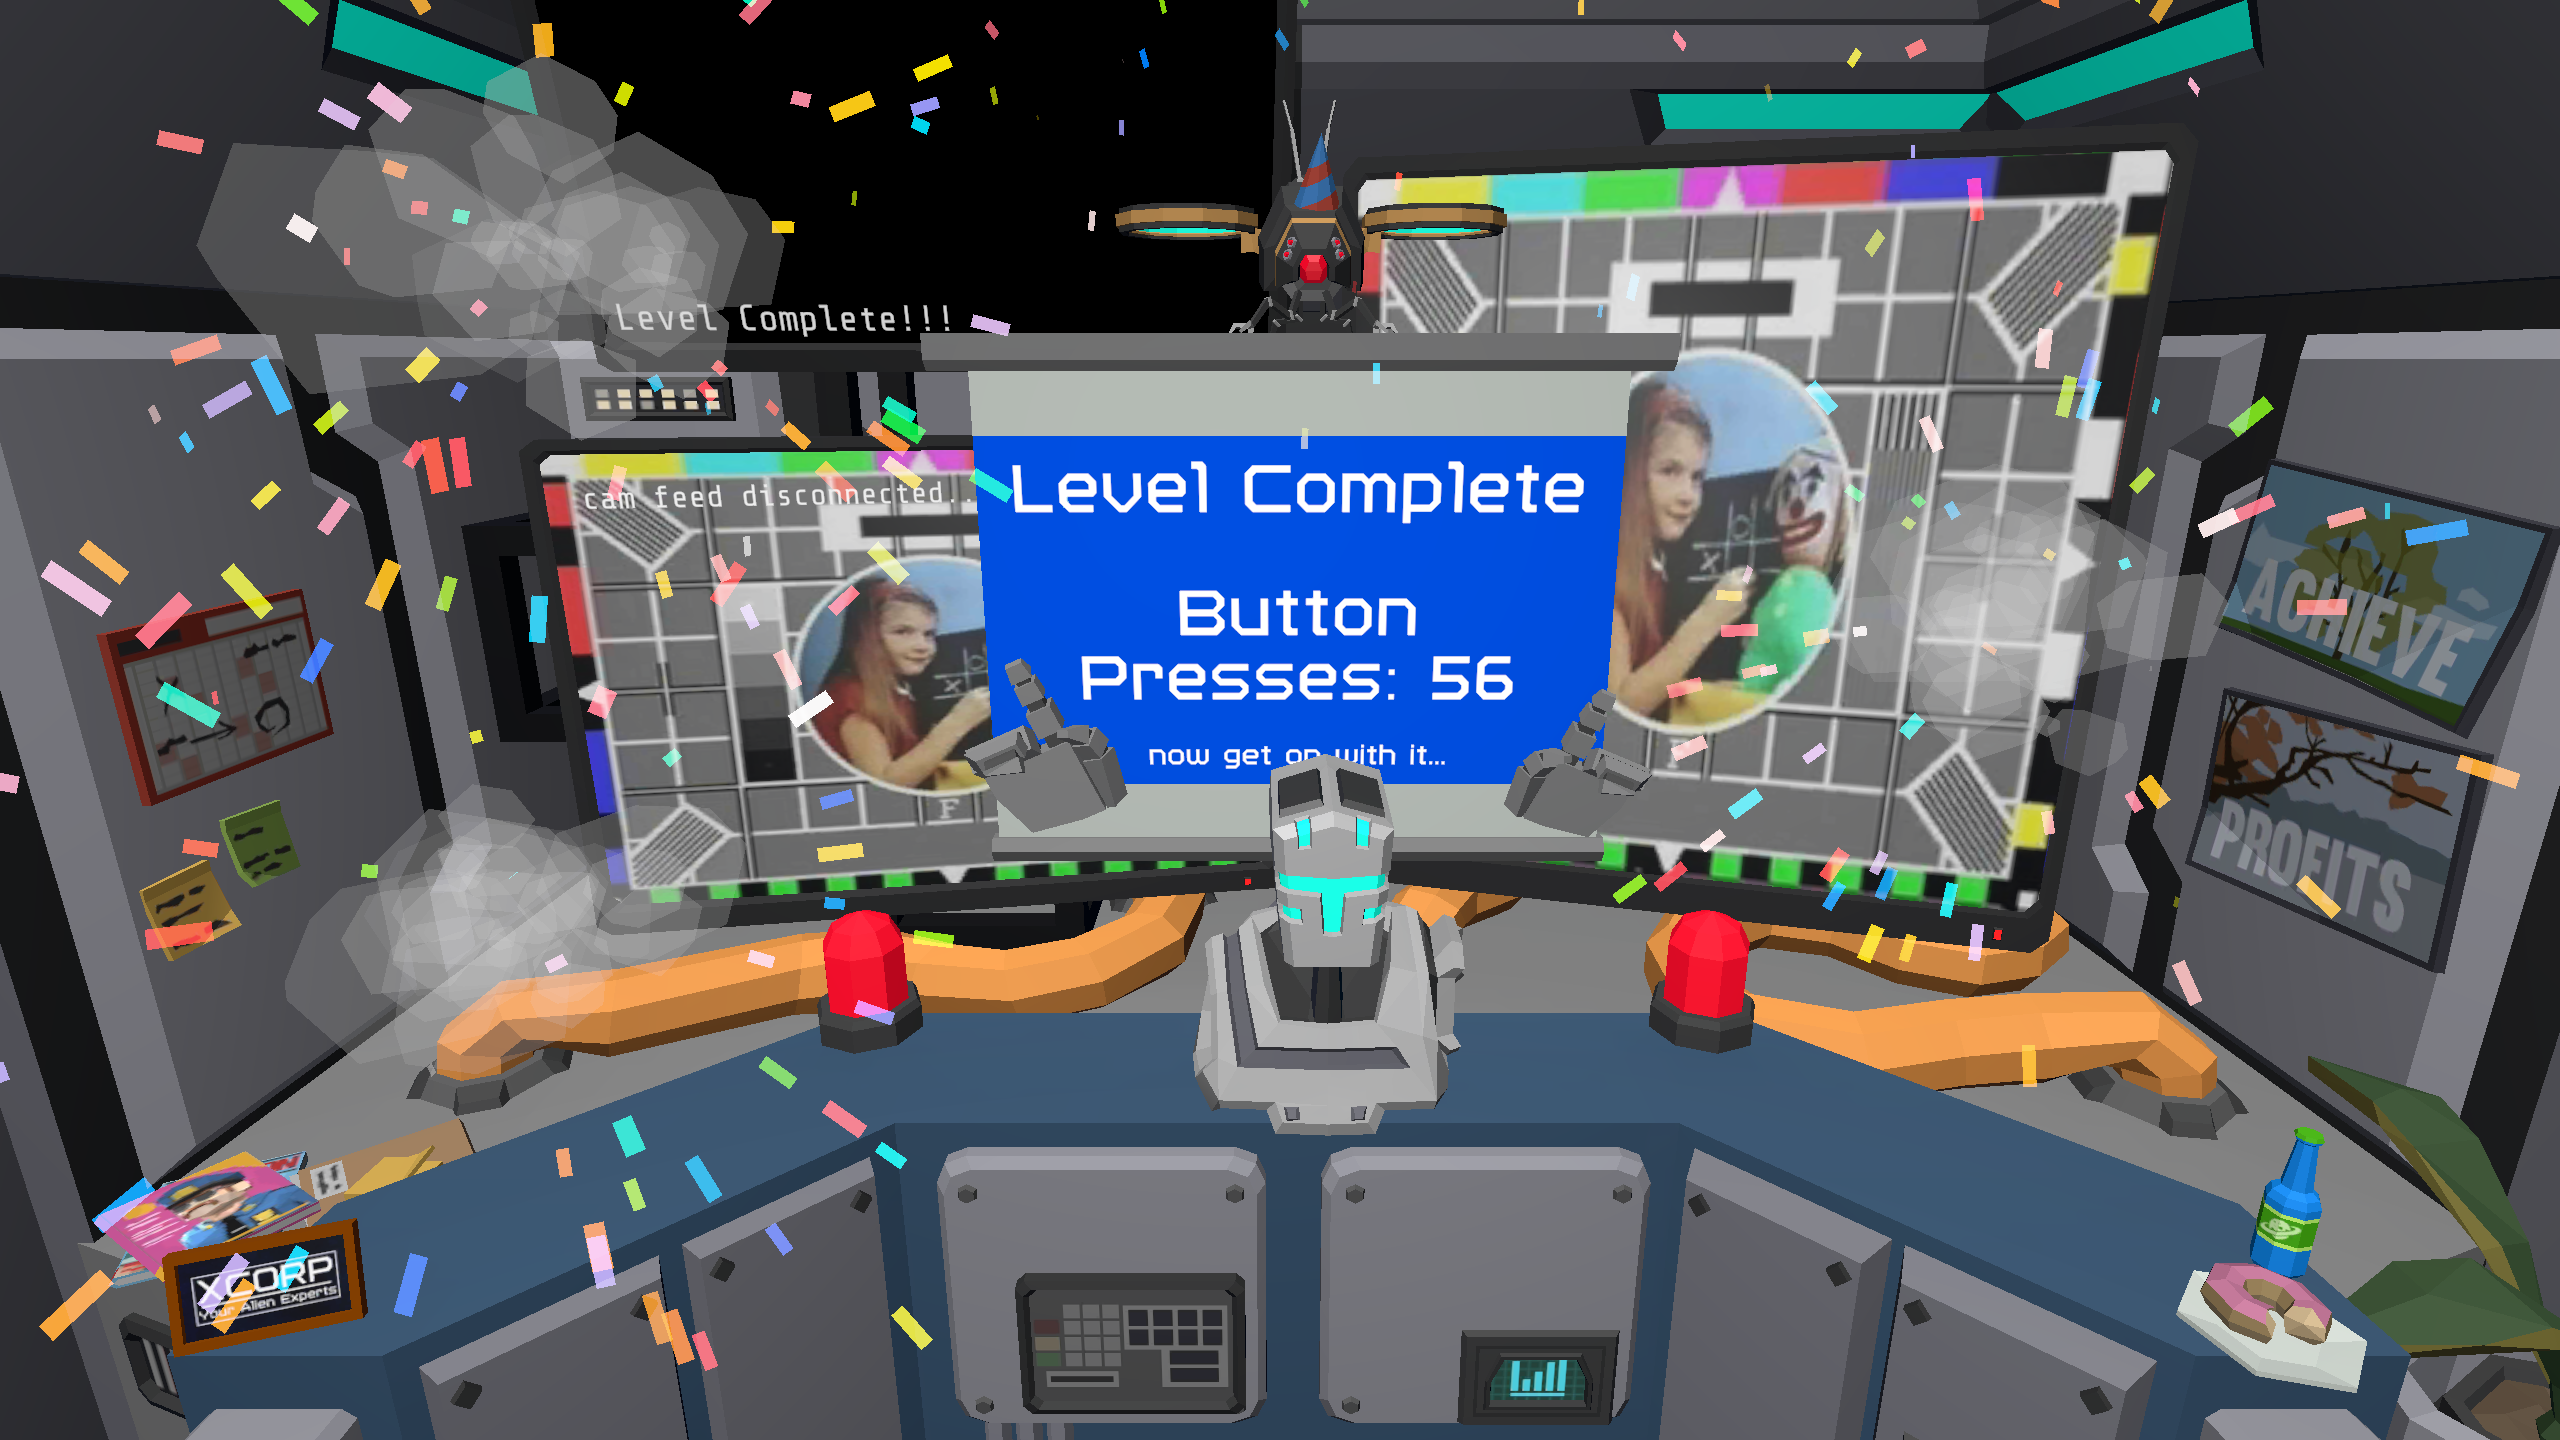 Level Complete!!!
cam feed disconnected..
Level Complete
Button
Presses: 56
now get on with it...
ACHIEVE
PROFITS
F
XCORP
Your Alien Experts